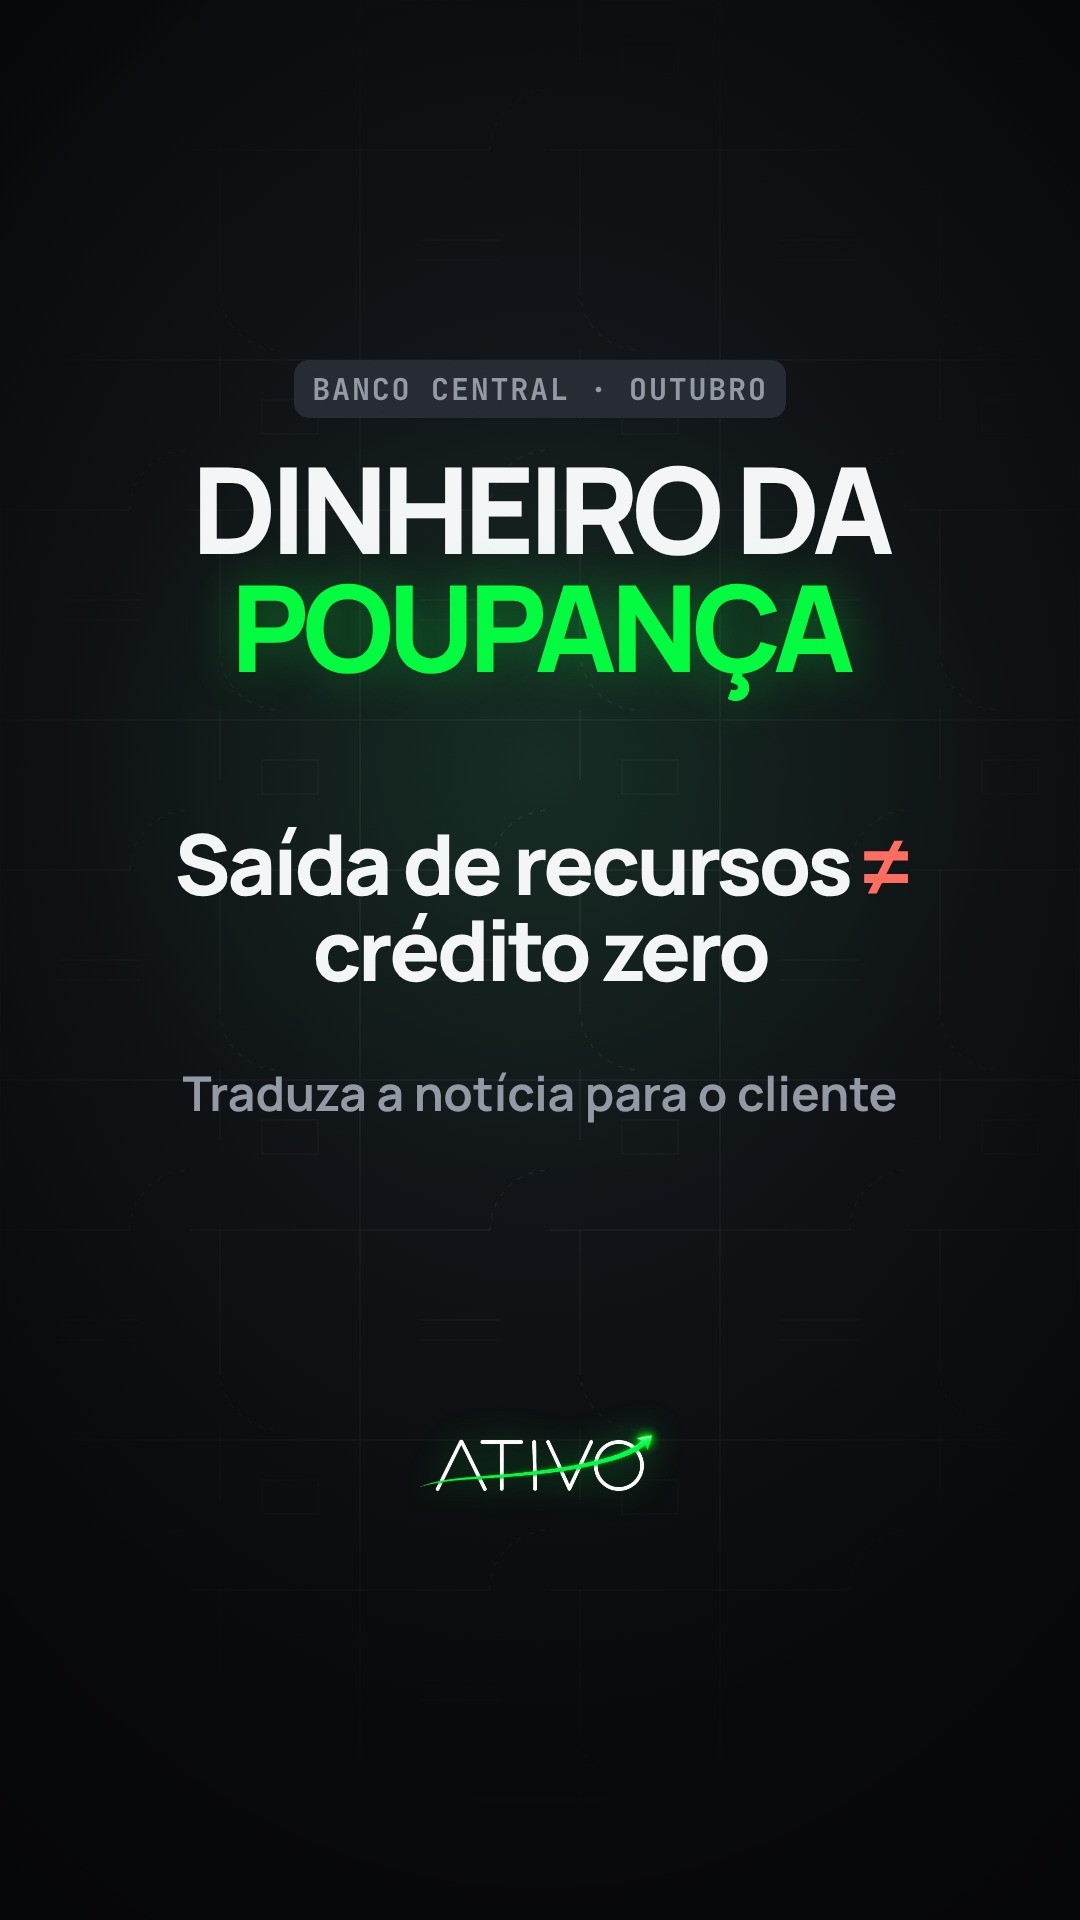 BANCO CENTRAL · OUTUBRO
DINHEIRO DA
POUPANÇA
Saída de recursos ≠
crédito zero
Traduza a notícia para o cliente
ATIVO